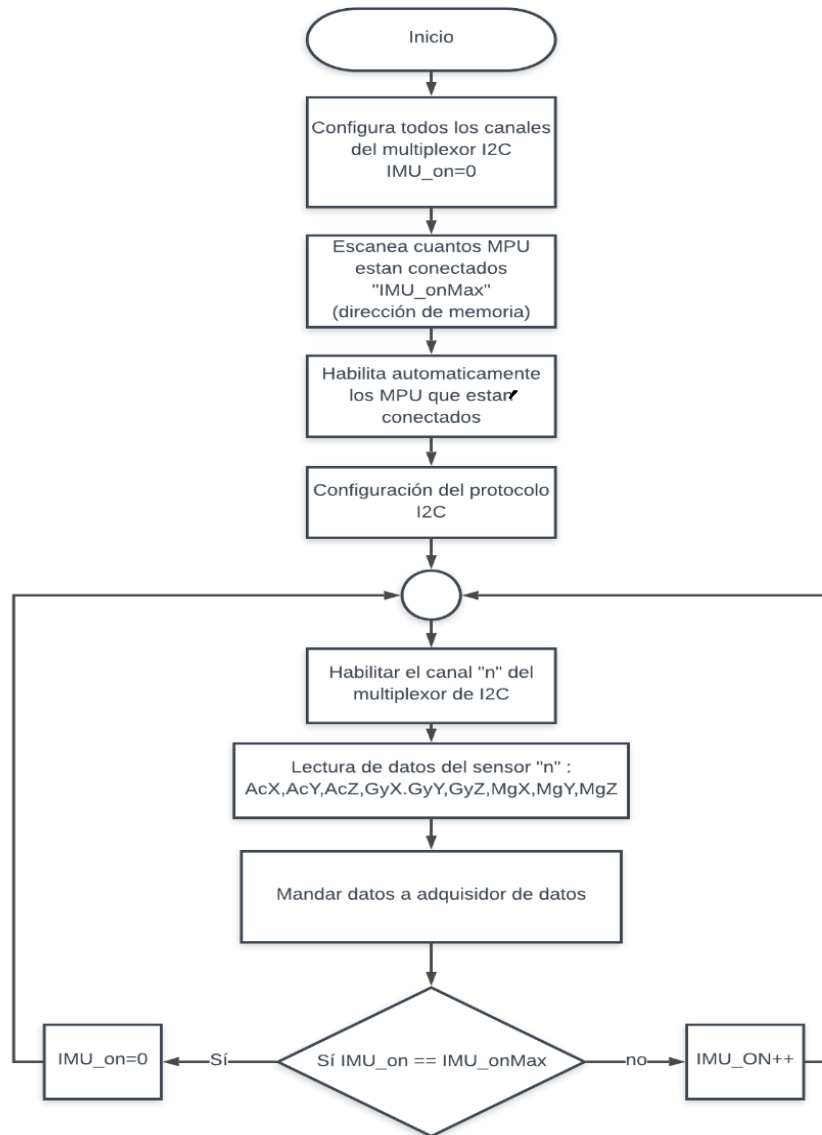 Inicio
Configura todos los canales
del multiplexor I2C
IMU_on=0
Escanea cuantos MPU
estan conectados
"IMU_onMax"
(dirección de memoria)
Habilita automaticamente
los MPU que estan
conectados
Configuración del protocolo
I2C
Habilitar el canal "n" del
multiplexor de I2C
Lectura de datos del sensor "n" :
AcX,AcY,AcZ,GyX.GyY,GyZ,MgX,MgY,MgZ
Mandar datos a adquisidor de datos
IMU_on=0
Sí
Sí IMU_on == IMU_onMax
no
IMU_ON++